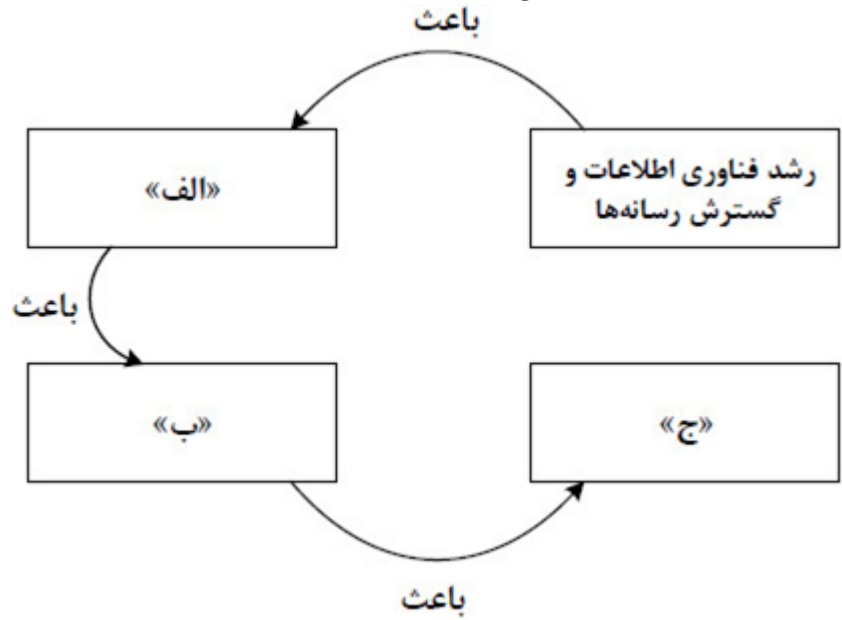 باعث
رشد فناوری اطلاعات و
گسترش رسانه‌ها
«الف»
باعث
«ب»
«ج»
باعث